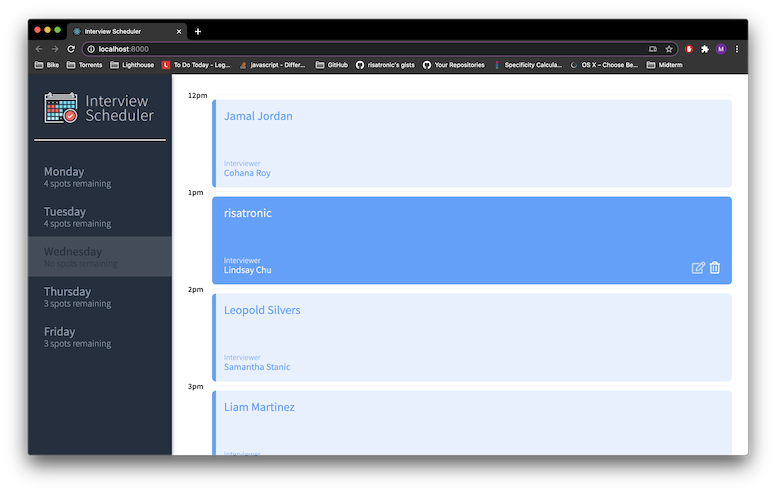 Interview Scheduler
localhost:8000
M
Bike
Torrents
Lighthouse
To Do Today - Leg...
javascript - Differ...
GitHub
risatronic's gists
Your Repositories
Specificity Calcula...
OS X – Choose Be...
Midterm
Interview
Scheduler
Monday
4 spots remaining
Tuesday
4 spots remaining
Wednesday
No spots remaining
Thursday
3 spots remaining
Friday
3 spots remaining
12pm
Jamal Jordan
Interviewer
Cohana Roy
1pm
risatronic
Interviewer
Lindsay Chu
2pm
Leopold Silvers
Interviewer
Samantha Stanic
3pm
Liam Martinez
Interviewer